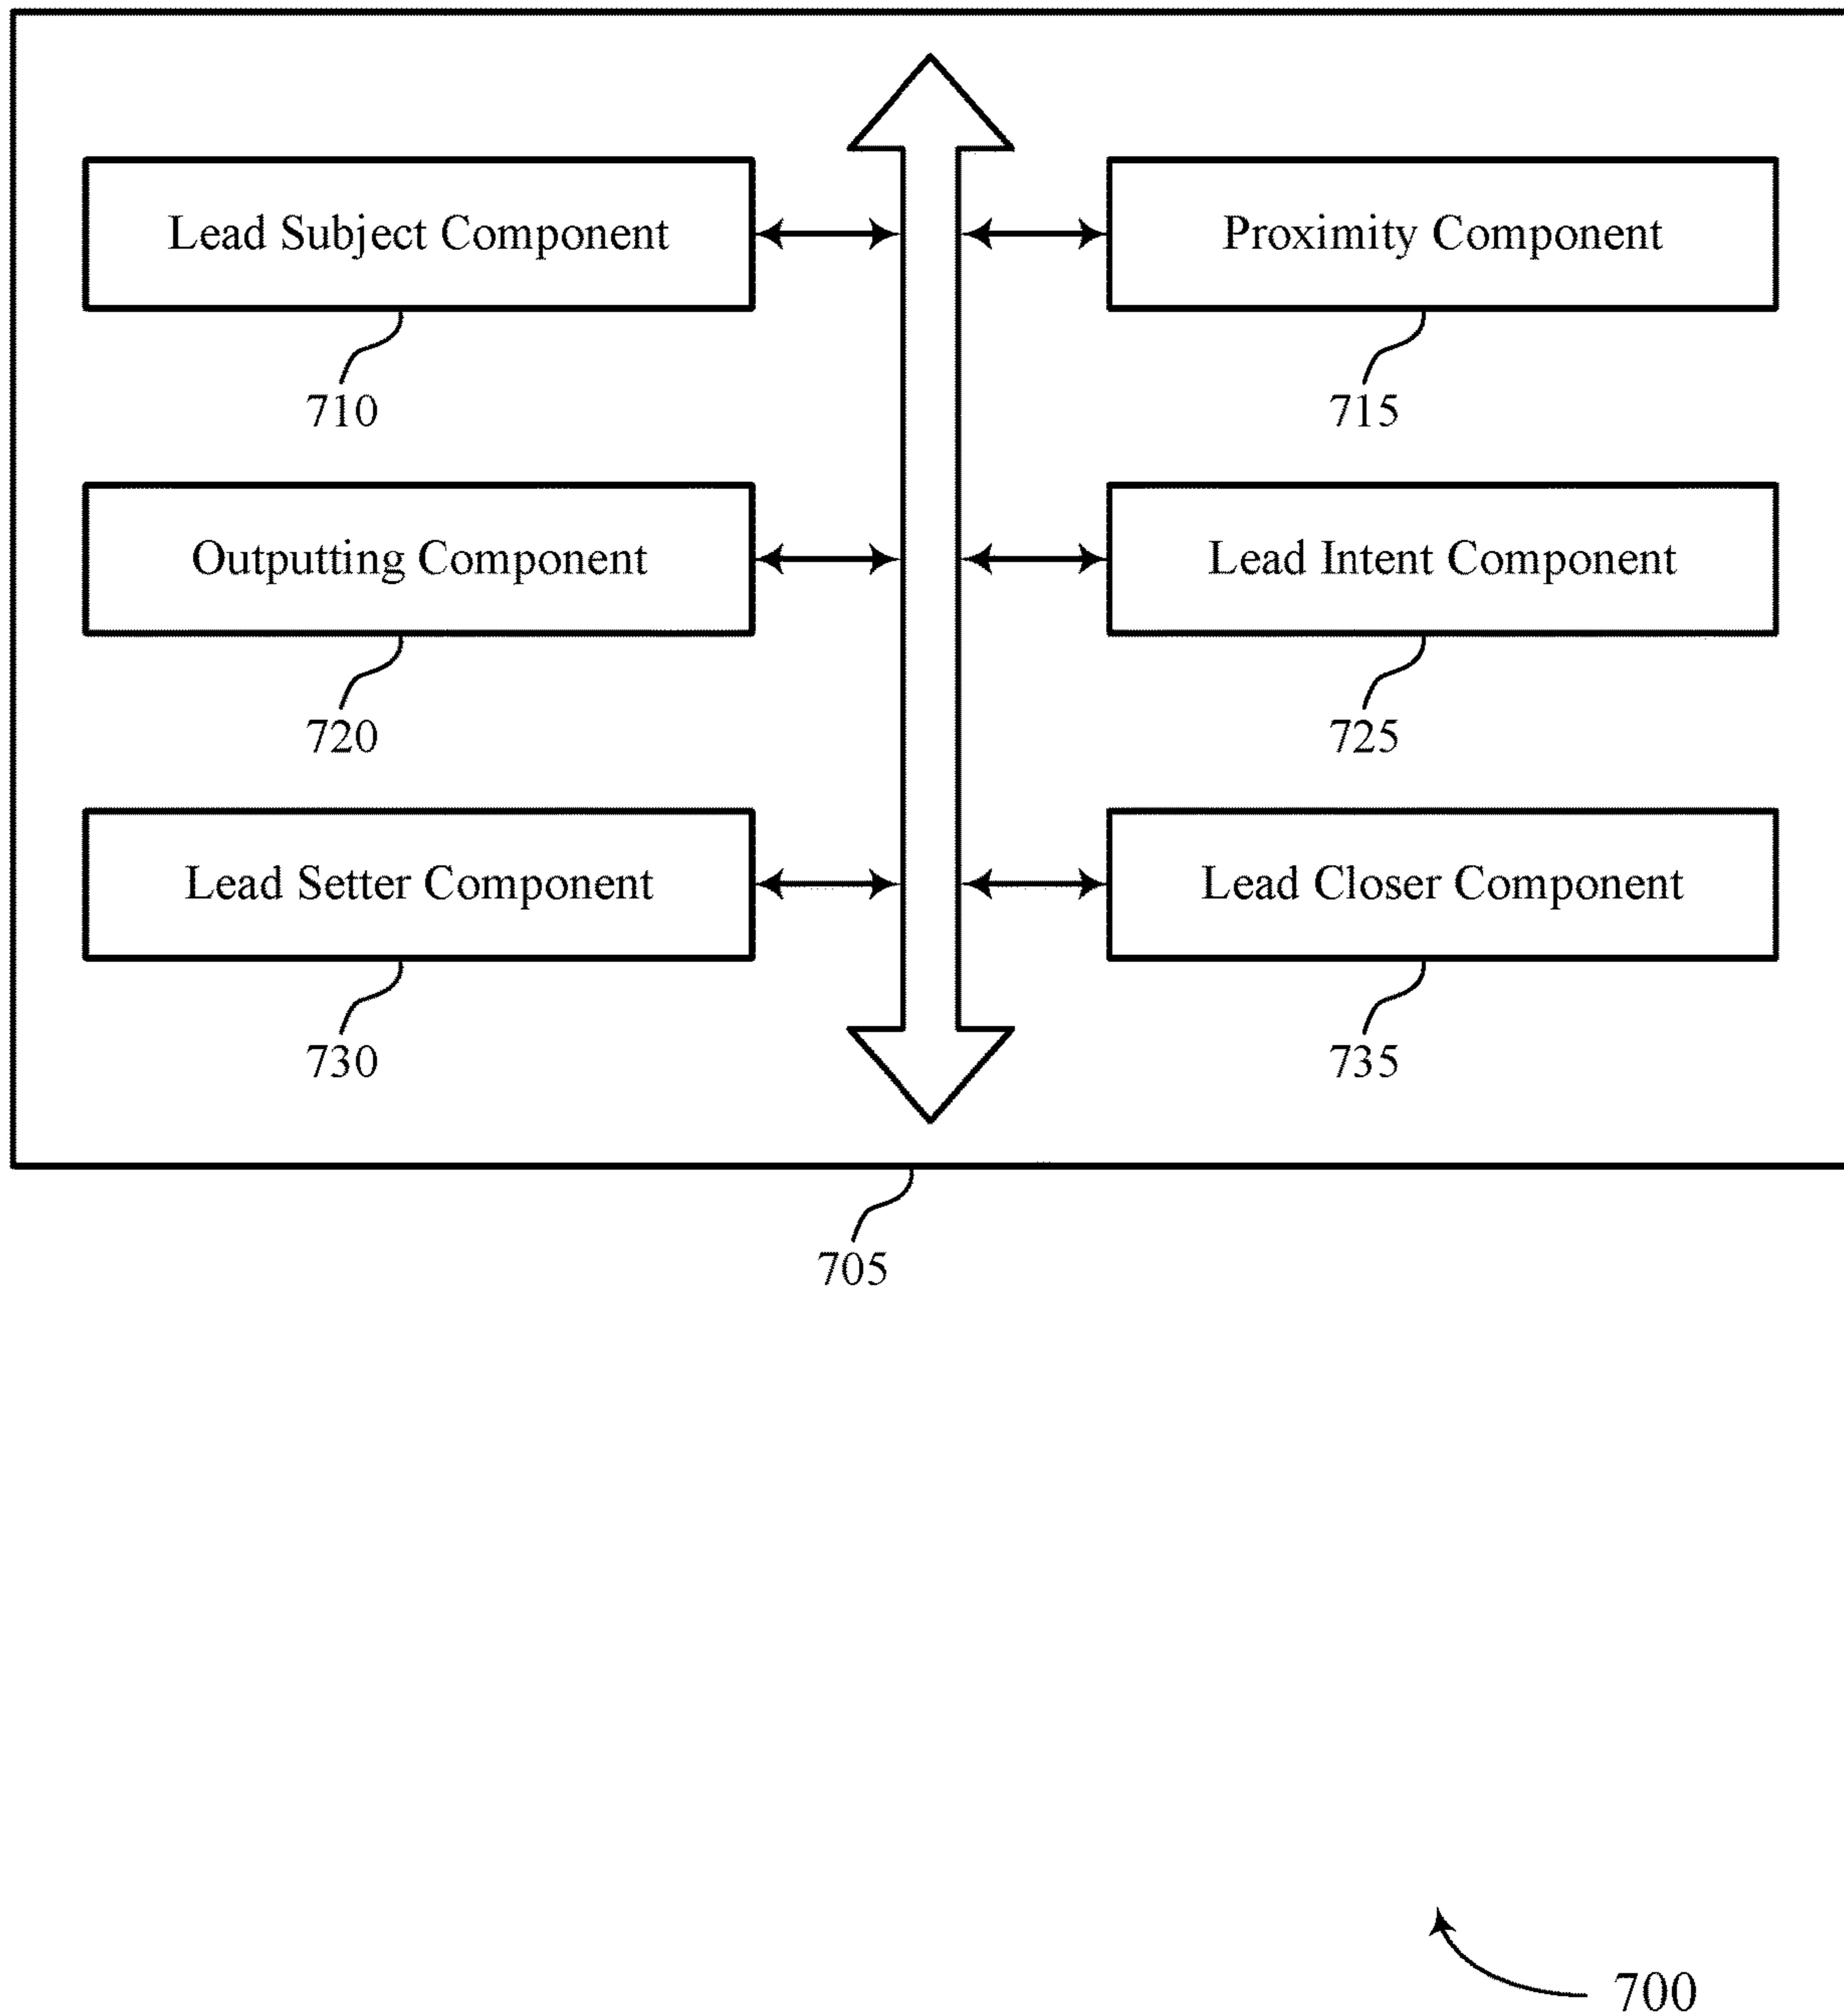 Lead Subject Component
Proximity Component
710
715
Outputting Component
Lead Intent Component
720
725
Lead Setter Component
Lead Closer Component
730
735
705
700